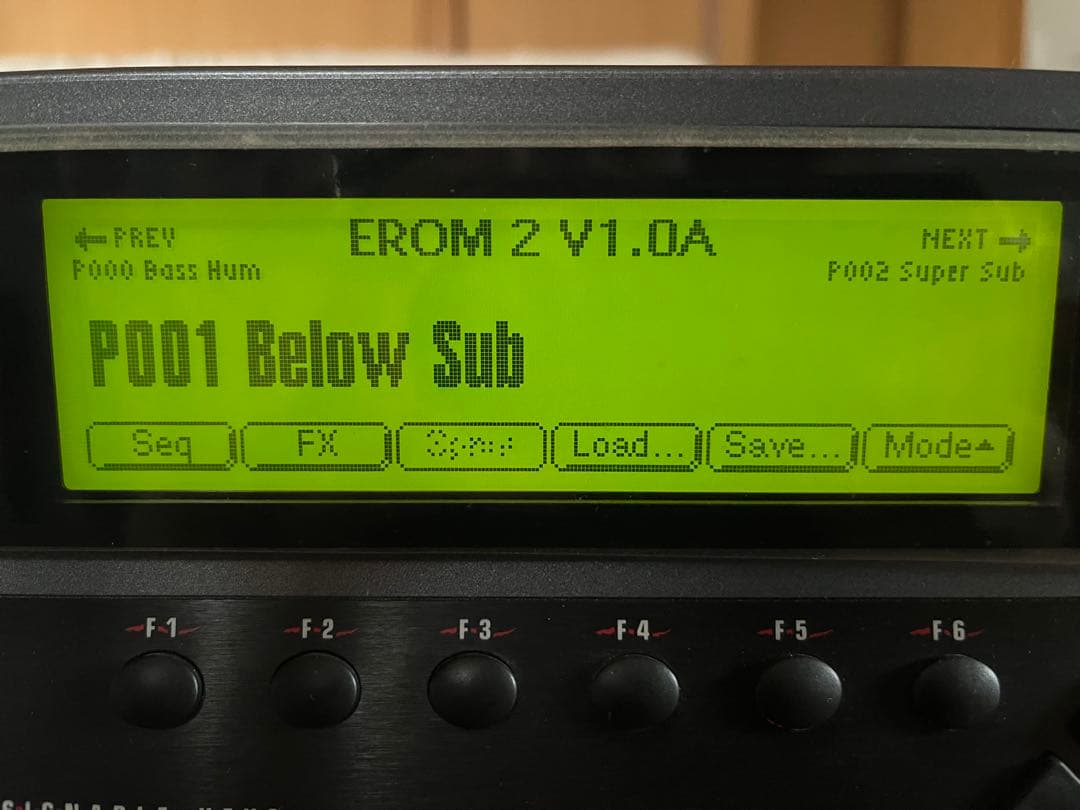 ← PREV EROM 2 V1.0A NEXT →
P000 Bass Hum P002 Super Sub
P001 Below Sub
Seq FX Load... Save... Mode▲
F-1 F-2 F-3 F-4 F-5 F-6